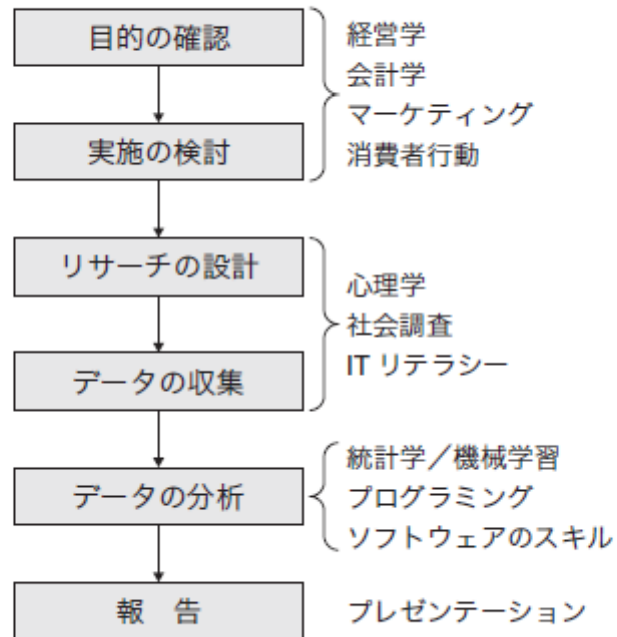 目的の確認
実施の検討
経営学
会計学
マーケティング
消費者行動
リサーチの設計
データの収集
心理学
社会調査
IT リテラシー
データの分析
統計学／機械学習
プログラミング
ソフトウェアのスキル
報　告
プレゼンテーション